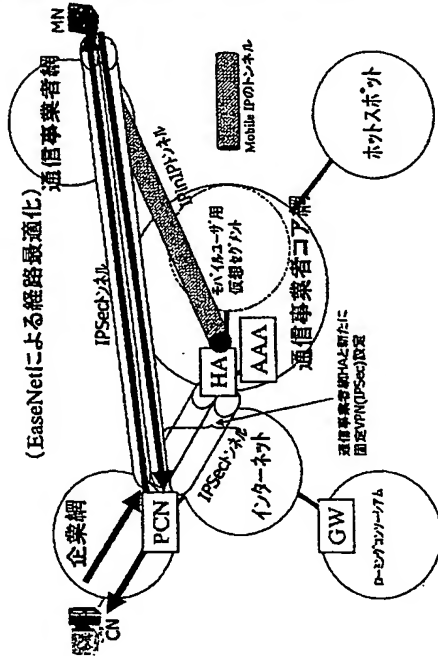 (EaseNetによる経路最適化)
MN
通信事業者網
企業網
CN
PCN
IPSecトンネル
IPinIPトンネル
Mobile IPのトンネル
モバイルユーザ用
仮想セグメント
HA
AAA
通信事業者コア網
IPSecトンネル
インターネット
通信事業者網HAと新たに
固定VPN(IPSec)設定
GW
ローミングコンソーシアム
ホットスポット